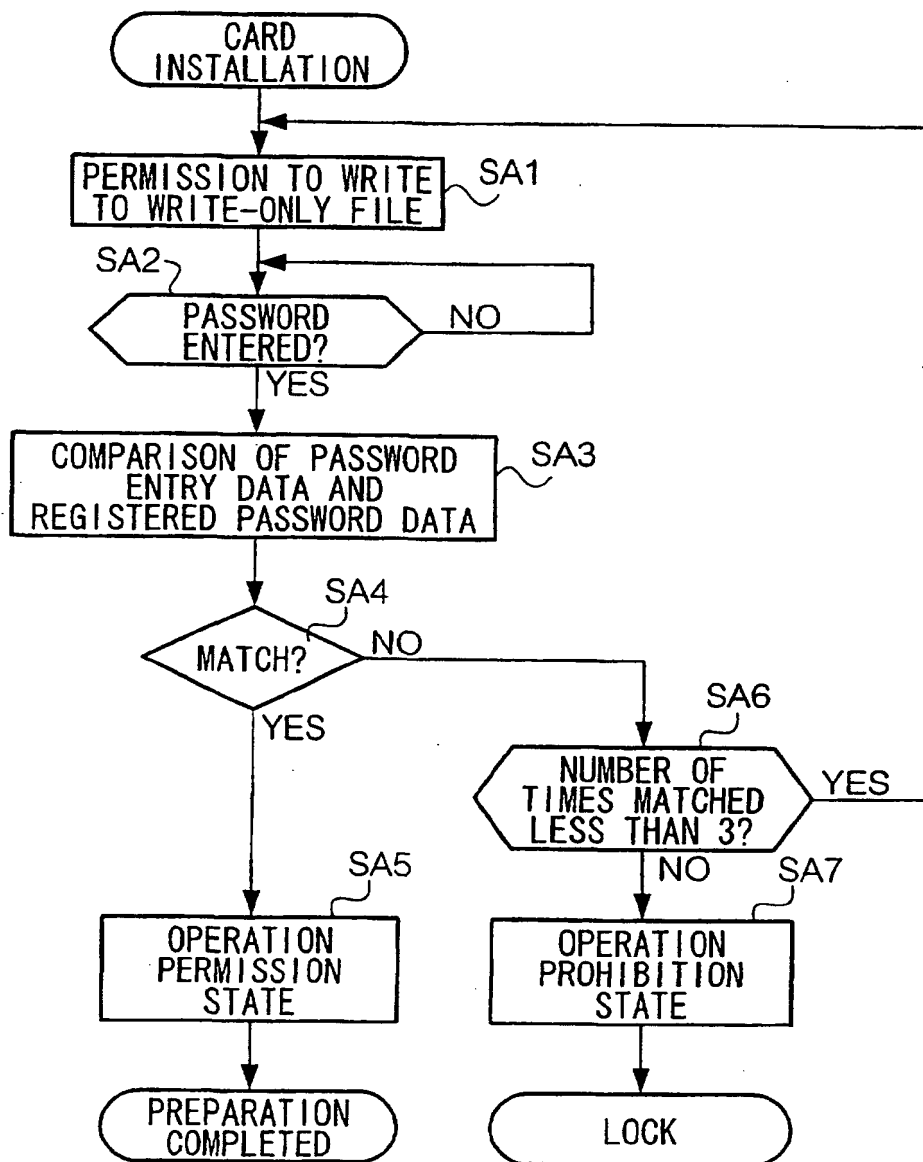 CARD
INSTALLATION
PERMISSION TO WRITE
TO WRITE-ONLY FILE
SA1
SA2
PASSWORD
ENTERED?
NO
YES
COMPARISON OF PASSWORD
ENTRY DATA AND
REGISTERED PASSWORD DATA
SA3
SA4
MATCH?
NO
YES
SA6
NUMBER OF
TIMES MATCHED
LESS THAN 3?
YES
NO
SA5
OPERATION
PERMISSION
STATE
SA7
OPERATION
PROHIBITION
STATE
PREPARATION
COMPLETED
LOCK